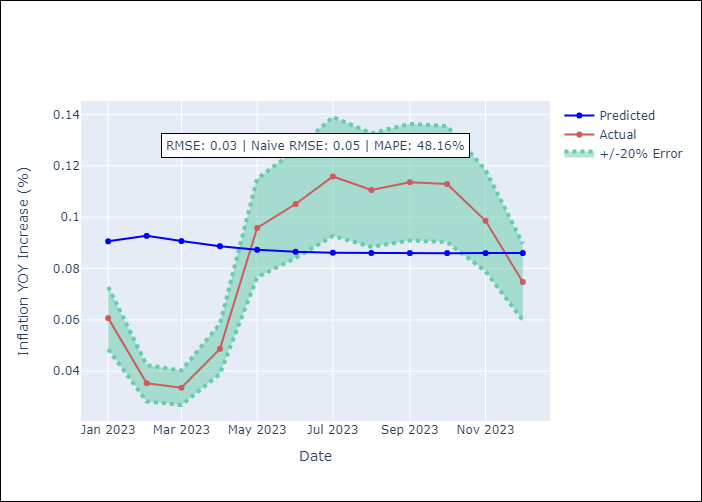 RMSE: 0.03 | Naive RMSE: 0.05 | MAPE: 48.16%
Predicted
Actual
+/-20% Error
Inflation YOY Increase (%)
0.14
0.12
0.1
0.08
0.06
0.04
Jan 2023 Mar 2023 May 2023 Jul 2023 Sep 2023 Nov 2023
Date